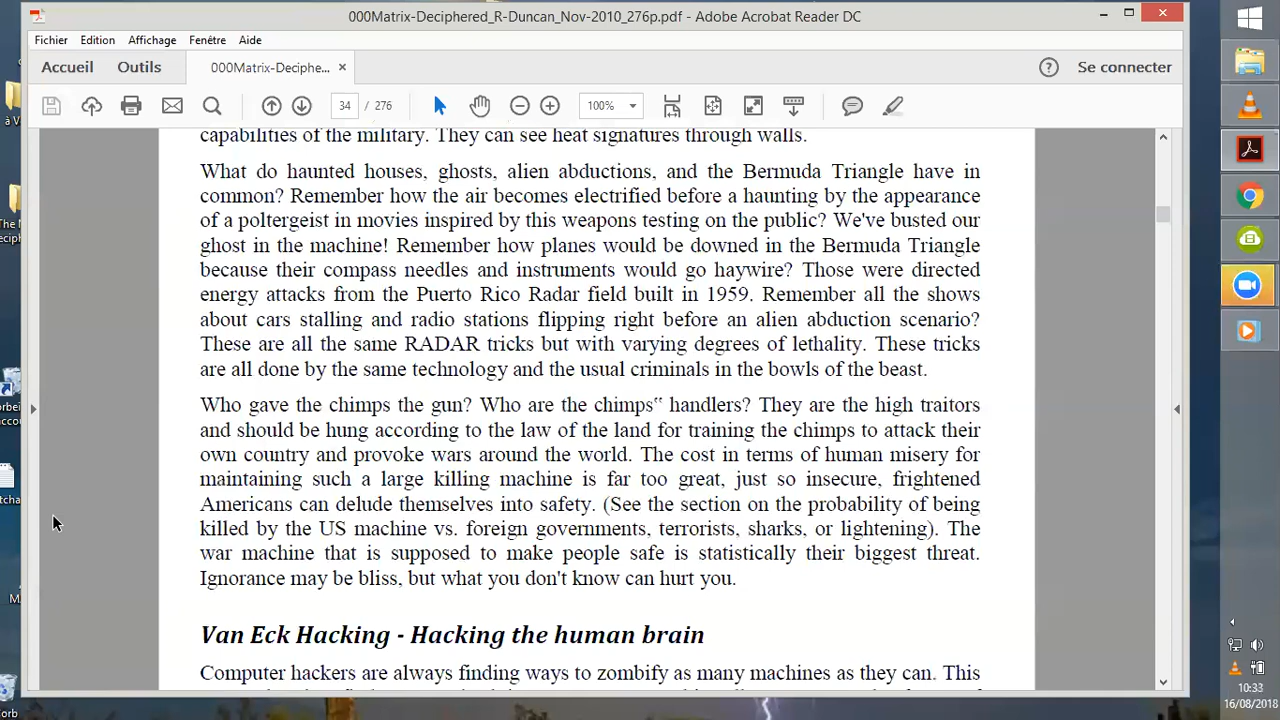 000Matrix-Deciphered_R-Duncan_Nov-2010_276p.pdf - Adobe Acrobat Reader DC
Fichier Edition Affichage Fenêtre Aide
Accueil Outils 000Matrix-Deciphe... × ? Se connecter
34 / 276 100%
capabilities of the military. They can see heat signatures through walls.
What do haunted houses, ghosts, alien abductions, and the Bermuda Triangle have in
common? Remember how the air becomes electrified before a haunting by the appearance
of a poltergeist in movies inspired by this weapons testing on the public? We've busted our
ghost in the machine! Remember how planes would be downed in the Bermuda Triangle
because their compass needles and instruments would go haywire? Those were directed
energy attacks from the Puerto Rico Radar field built in 1959. Remember all the shows
about cars stalling and radio stations flipping right before an alien abduction scenario?
These are all the same RADAR tricks but with varying degrees of lethality. These tricks
are all done by the same technology and the usual criminals in the bowls of the beast.
Who gave the chimps the gun? Who are the chimps‟ handlers? They are the high traitors
and should be hung according to the law of the land for training the chimps to attack their
own country and provoke wars around the world. The cost in terms of human misery for
maintaining such a large killing machine is far too great, just so insecure, frightened
Americans can delude themselves into safety. (See the section on the probability of being
killed by the US machine vs. foreign governments, terrorists, sharks, or lightening). The
war machine that is supposed to make people safe is statistically their biggest threat.
Ignorance may be bliss, but what you don't know can hurt you.
Van Eck Hacking - Hacking the human brain
Computer hackers are always finding ways to zombify as many machines as they can. This
10:33
16/08/2018